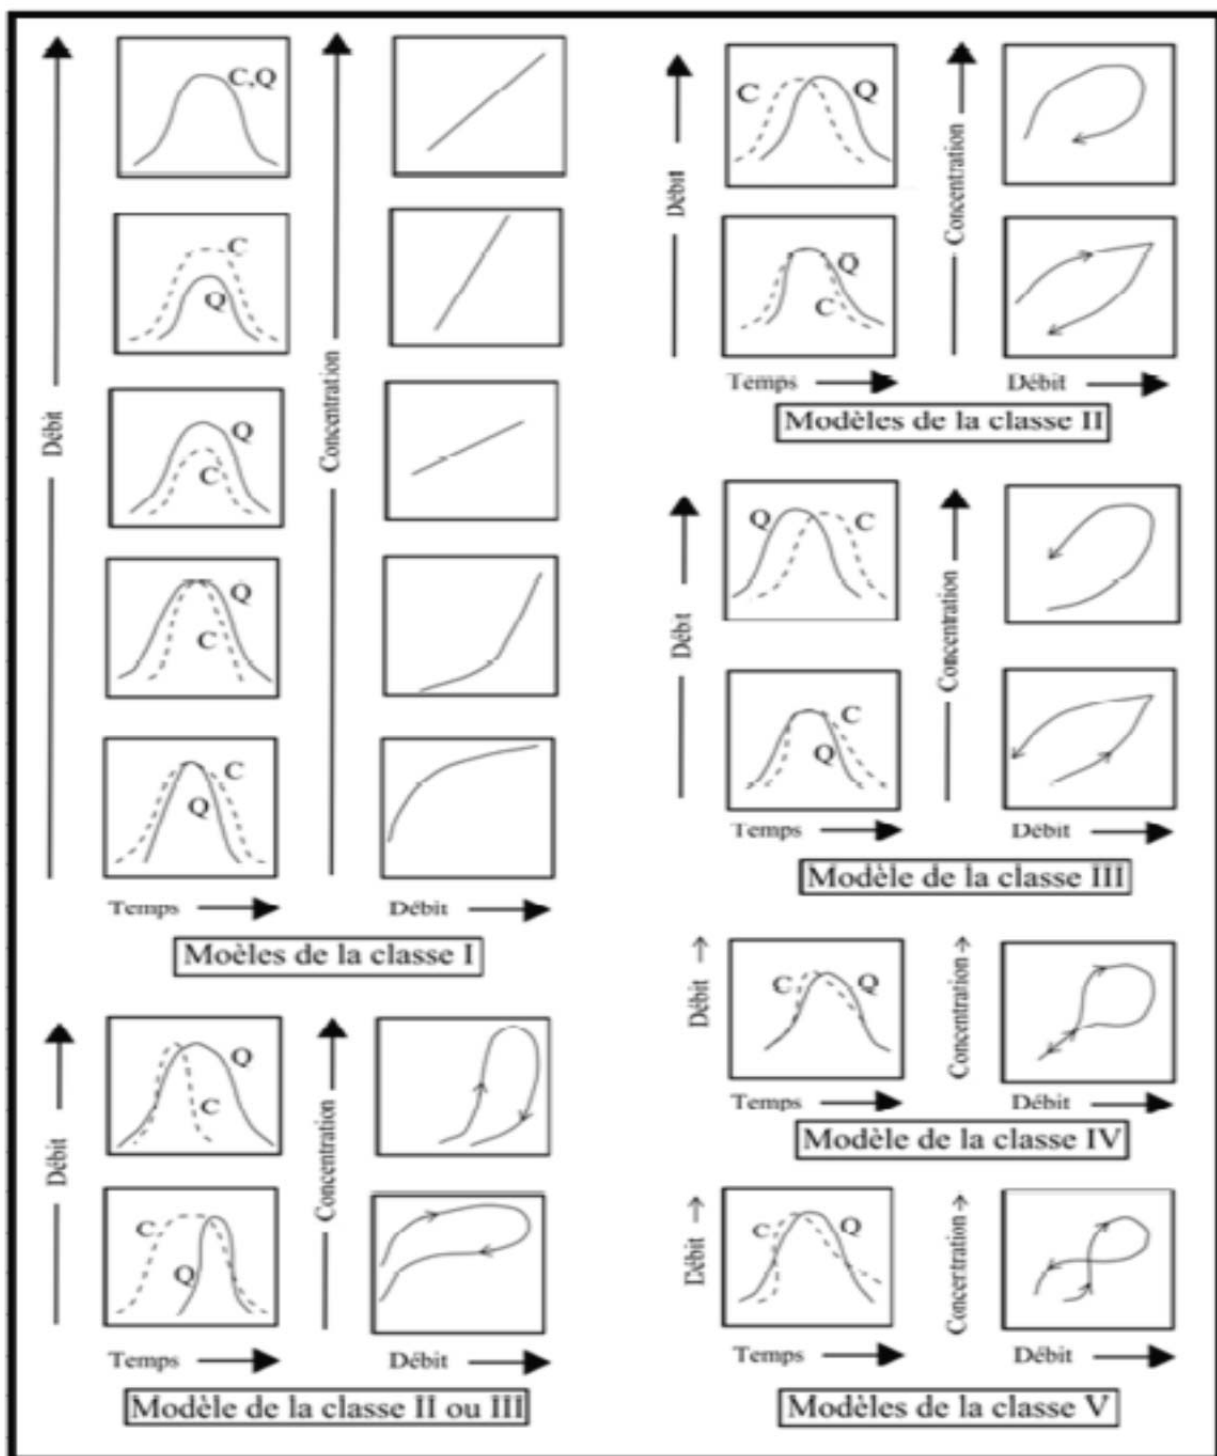 Débit
Concentration
C,Q
C
Q
Q
C
Q
C
C
Q
Temps
Débit
Moèles de la classe I
Débit
Concentration
Q
C
C
Q
Temps
Débit
Modèle de la classe II ou III
Débit
Concentration
C
Q
Q
C
Temps
Débit
Modèles de la classe II
Débit
Concentration
Q
C
C
Q
Temps
Débit
Modèle de la classe III
Débit
Concentration
C
Q
Temps
Débit
Modèle de la classe IV
Débit
Concentration
C
Q
Temps
Débit
Modèles de la classe V